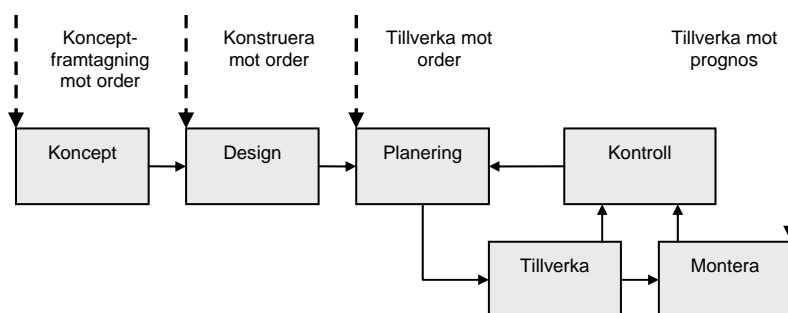 Koncept-
framtagning
mot order
Konstruera
mot order
Tillverka mot
order
Tillverka mot
prognos
Koncept
Design
Planering
Kontroll
Tillverka
Montera